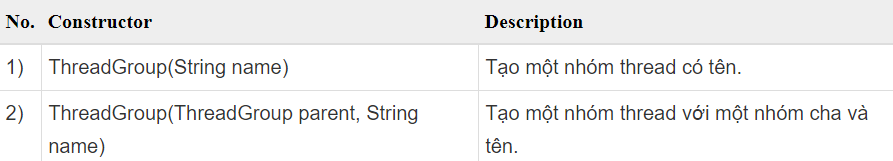 No. Constructor Description
1) ThreadGroup(String name) Tạo một nhóm thread có tên.
2) ThreadGroup(ThreadGroup parent, String Tạo một nhóm thread với một nhóm cha và
name) tên.